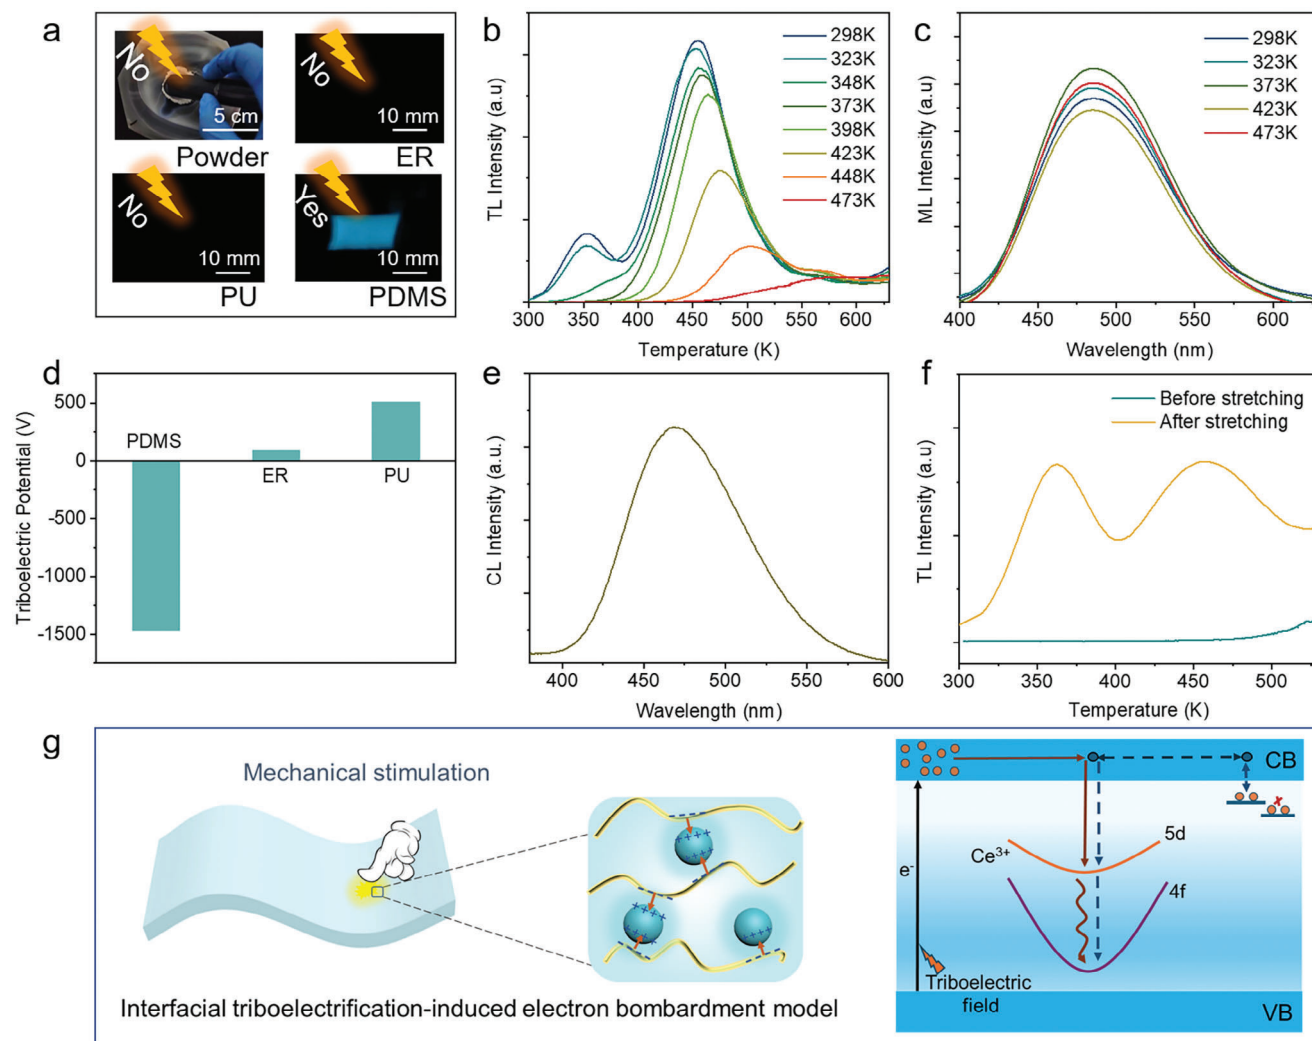 a
No
5 cm
Powder
No
10 mm
ER
No
10 mm
PU
Yes
10 mm
PDMS
b
TL Intensity (a.u)
298K
323K
348K
373K
398K
423K
448K
473K
300 350 400 450 500 550 600
Temperature (K)
c
ML Intensity (a.u)
298K
323K
373K
423K
473K
400 450 500 550 600
Wavelength (nm)
d
Triboelectric Potential (V)
500
0
-500
-1000
-1500
PDMS
ER
PU
e
CL Intensity (a.u.)
400 450 500 550 600
Wavelength (nm)
f
TL Intensity (a.u)
Before stretching
After stretching
300 350 400 450 500
Temperature (K)
g
Mechanical stimulation
Interfacial triboelectrification-induced electron bombardment model
CB
x
5d
Ce³⁺
e⁻
4f
Triboelectric
field
VB